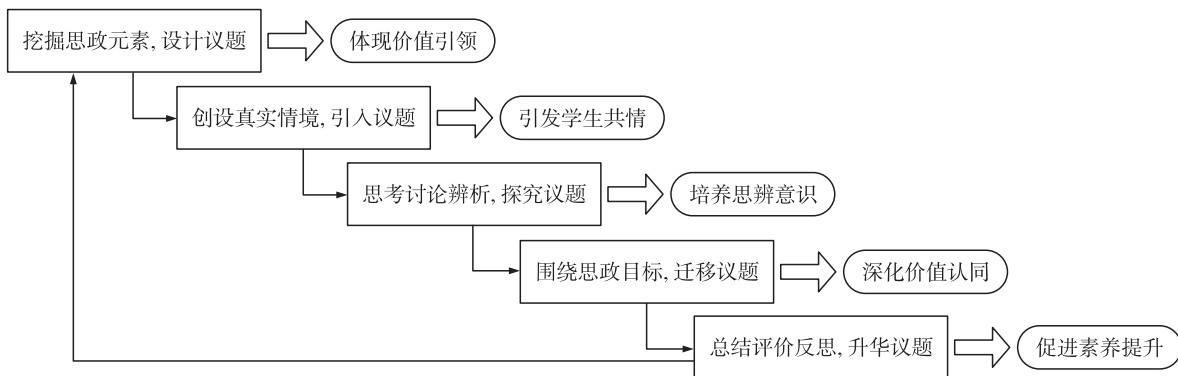 挖掘思政元素, 设计议题
体现价值引领
创设真实情境, 引入议题
引发学生共情
思考讨论辨析, 探究议题
培养思辨意识
围绕思政目标, 迁移议题
深化价值认同
总结评价反思, 升华议题
促进素养提升